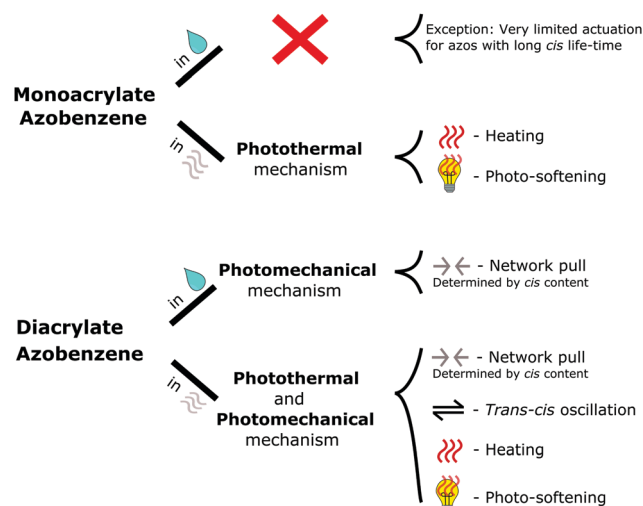 in
Exception: Very limited actuation
for azos with long cis life-time
Monoacrylate
Azobenzene
in
Photothermal
mechanism
- Heating
- Photo-softening
in
Photomechanical
mechanism
- Network pull
Determined by cis content
Diacrylate
Azobenzene
in
Photothermal
and
Photomechanical
mechanism
- Network pull
Determined by cis content
- Trans-cis oscillation
- Heating
- Photo-softening